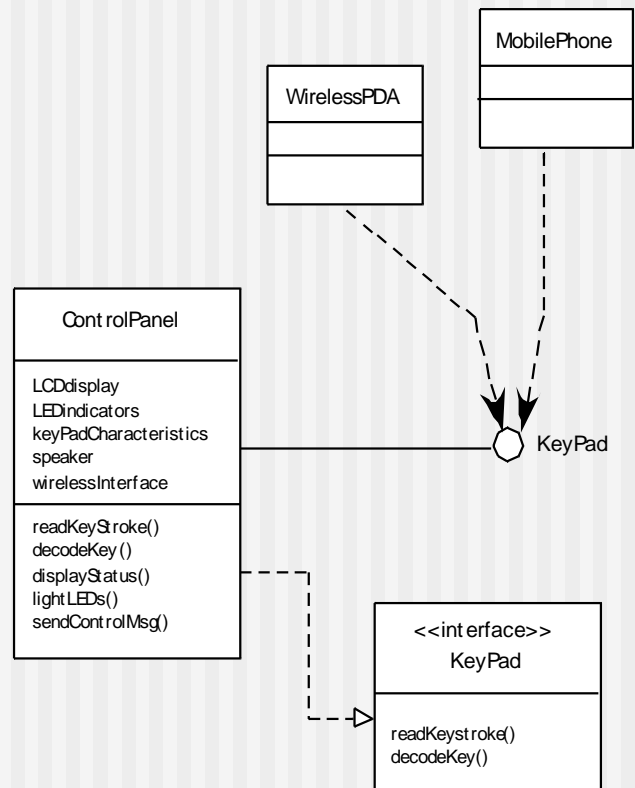 MobilePhone
WirelessPDA
ControlPanel
LCDdisplay
LEDindicators
keyPadCharacteristics
speaker
wirelessInterface
KeyPad
readKeyStroke()
decodeKey()
displayStatus()
lightLEDs()
sendControlMsg()
<<interface>>
KeyPad
readKeystroke()
decodeKey()